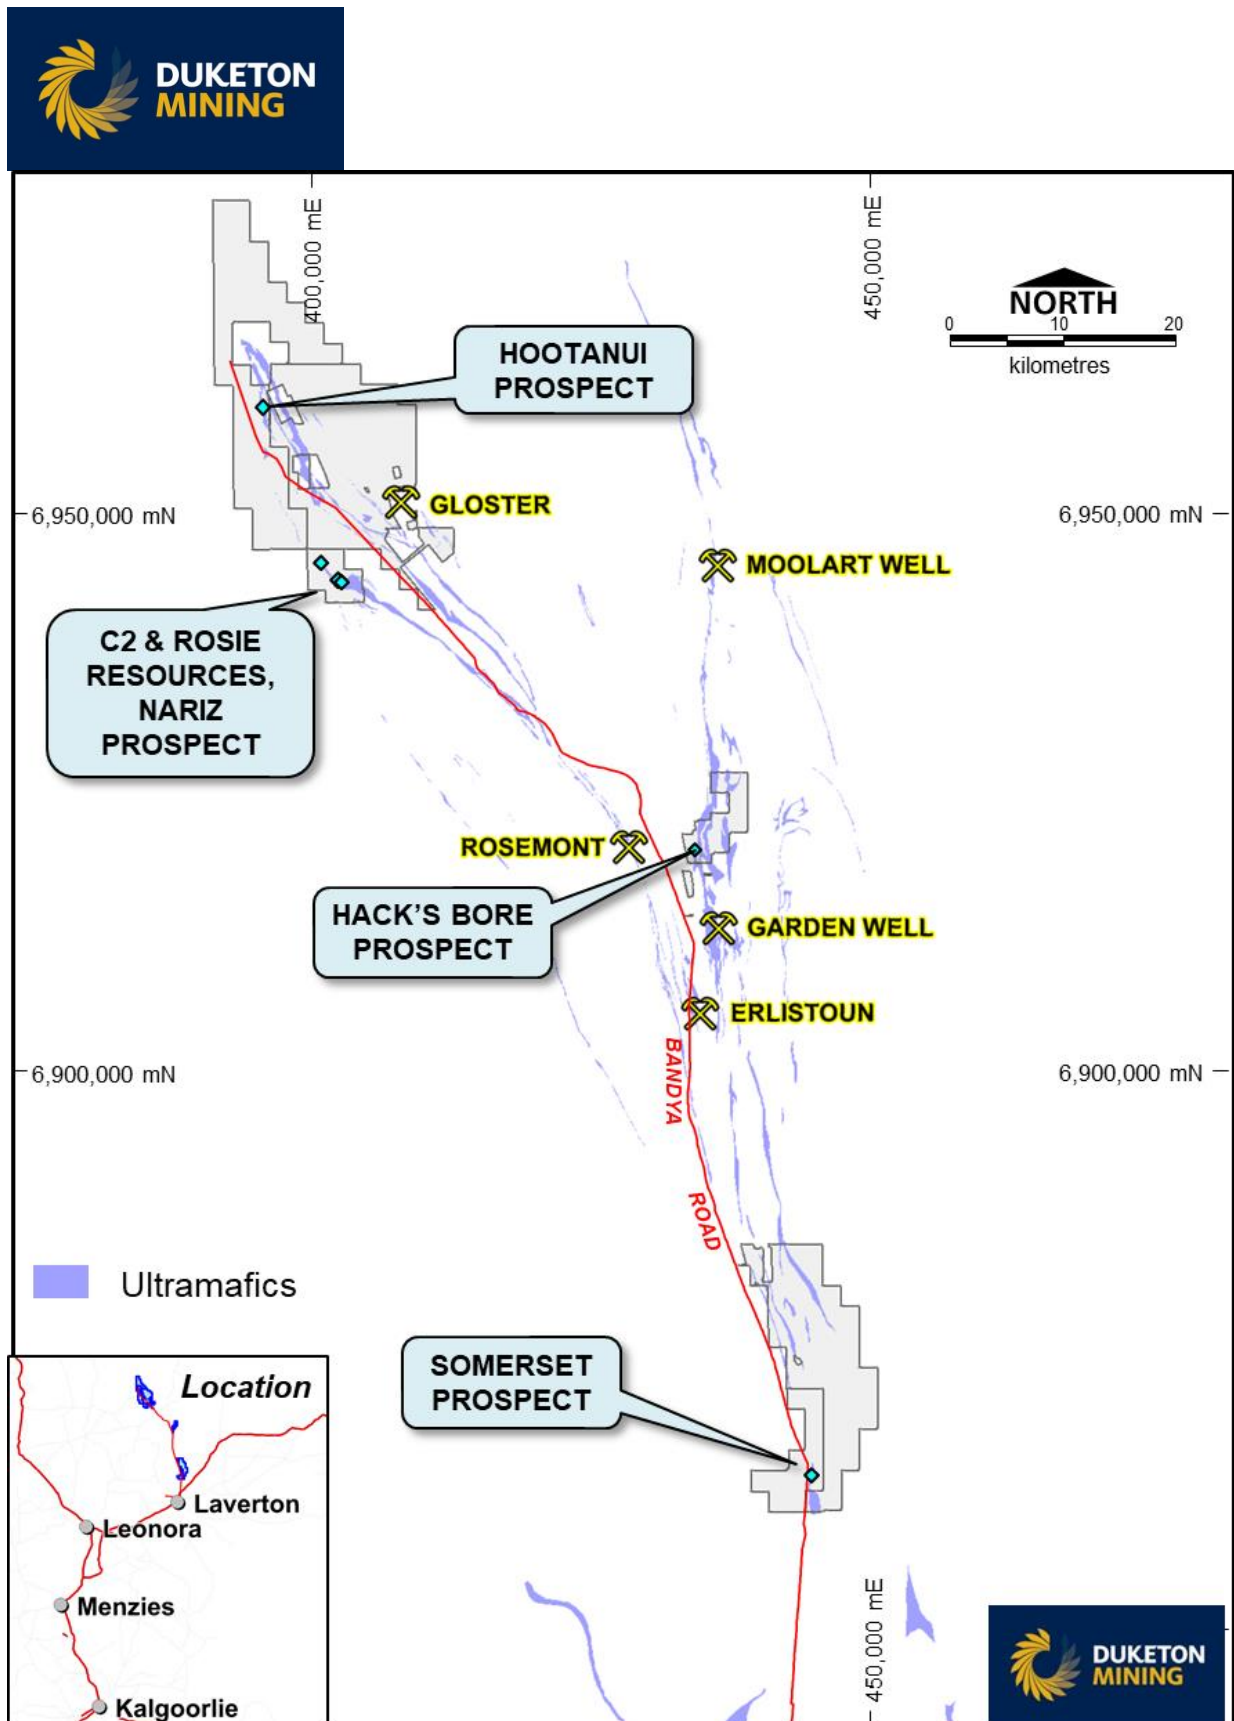 DUKETON
MINING
400,000 mE
450,000 mE
NORTH
0 10 20
kilometres
HOOTANUI
PROSPECT
GLOSTER
6,950,000 mN
6,950,000 mN
MOOLART WELL
C2 & ROSIE
RESOURCES,
NARIZ
PROSPECT
ROSEMONT
HACK'S BORE
PROSPECT
GARDEN WELL
ERLISTOUN
BANDYA
ROAD
6,900,000 mN
6,900,000 mN
Ultramafics
SOMERSET
PROSPECT
Location
Laverton
Leonora
Menzies
Kalgoorlie
450,000 mE
DUKETON
MINING